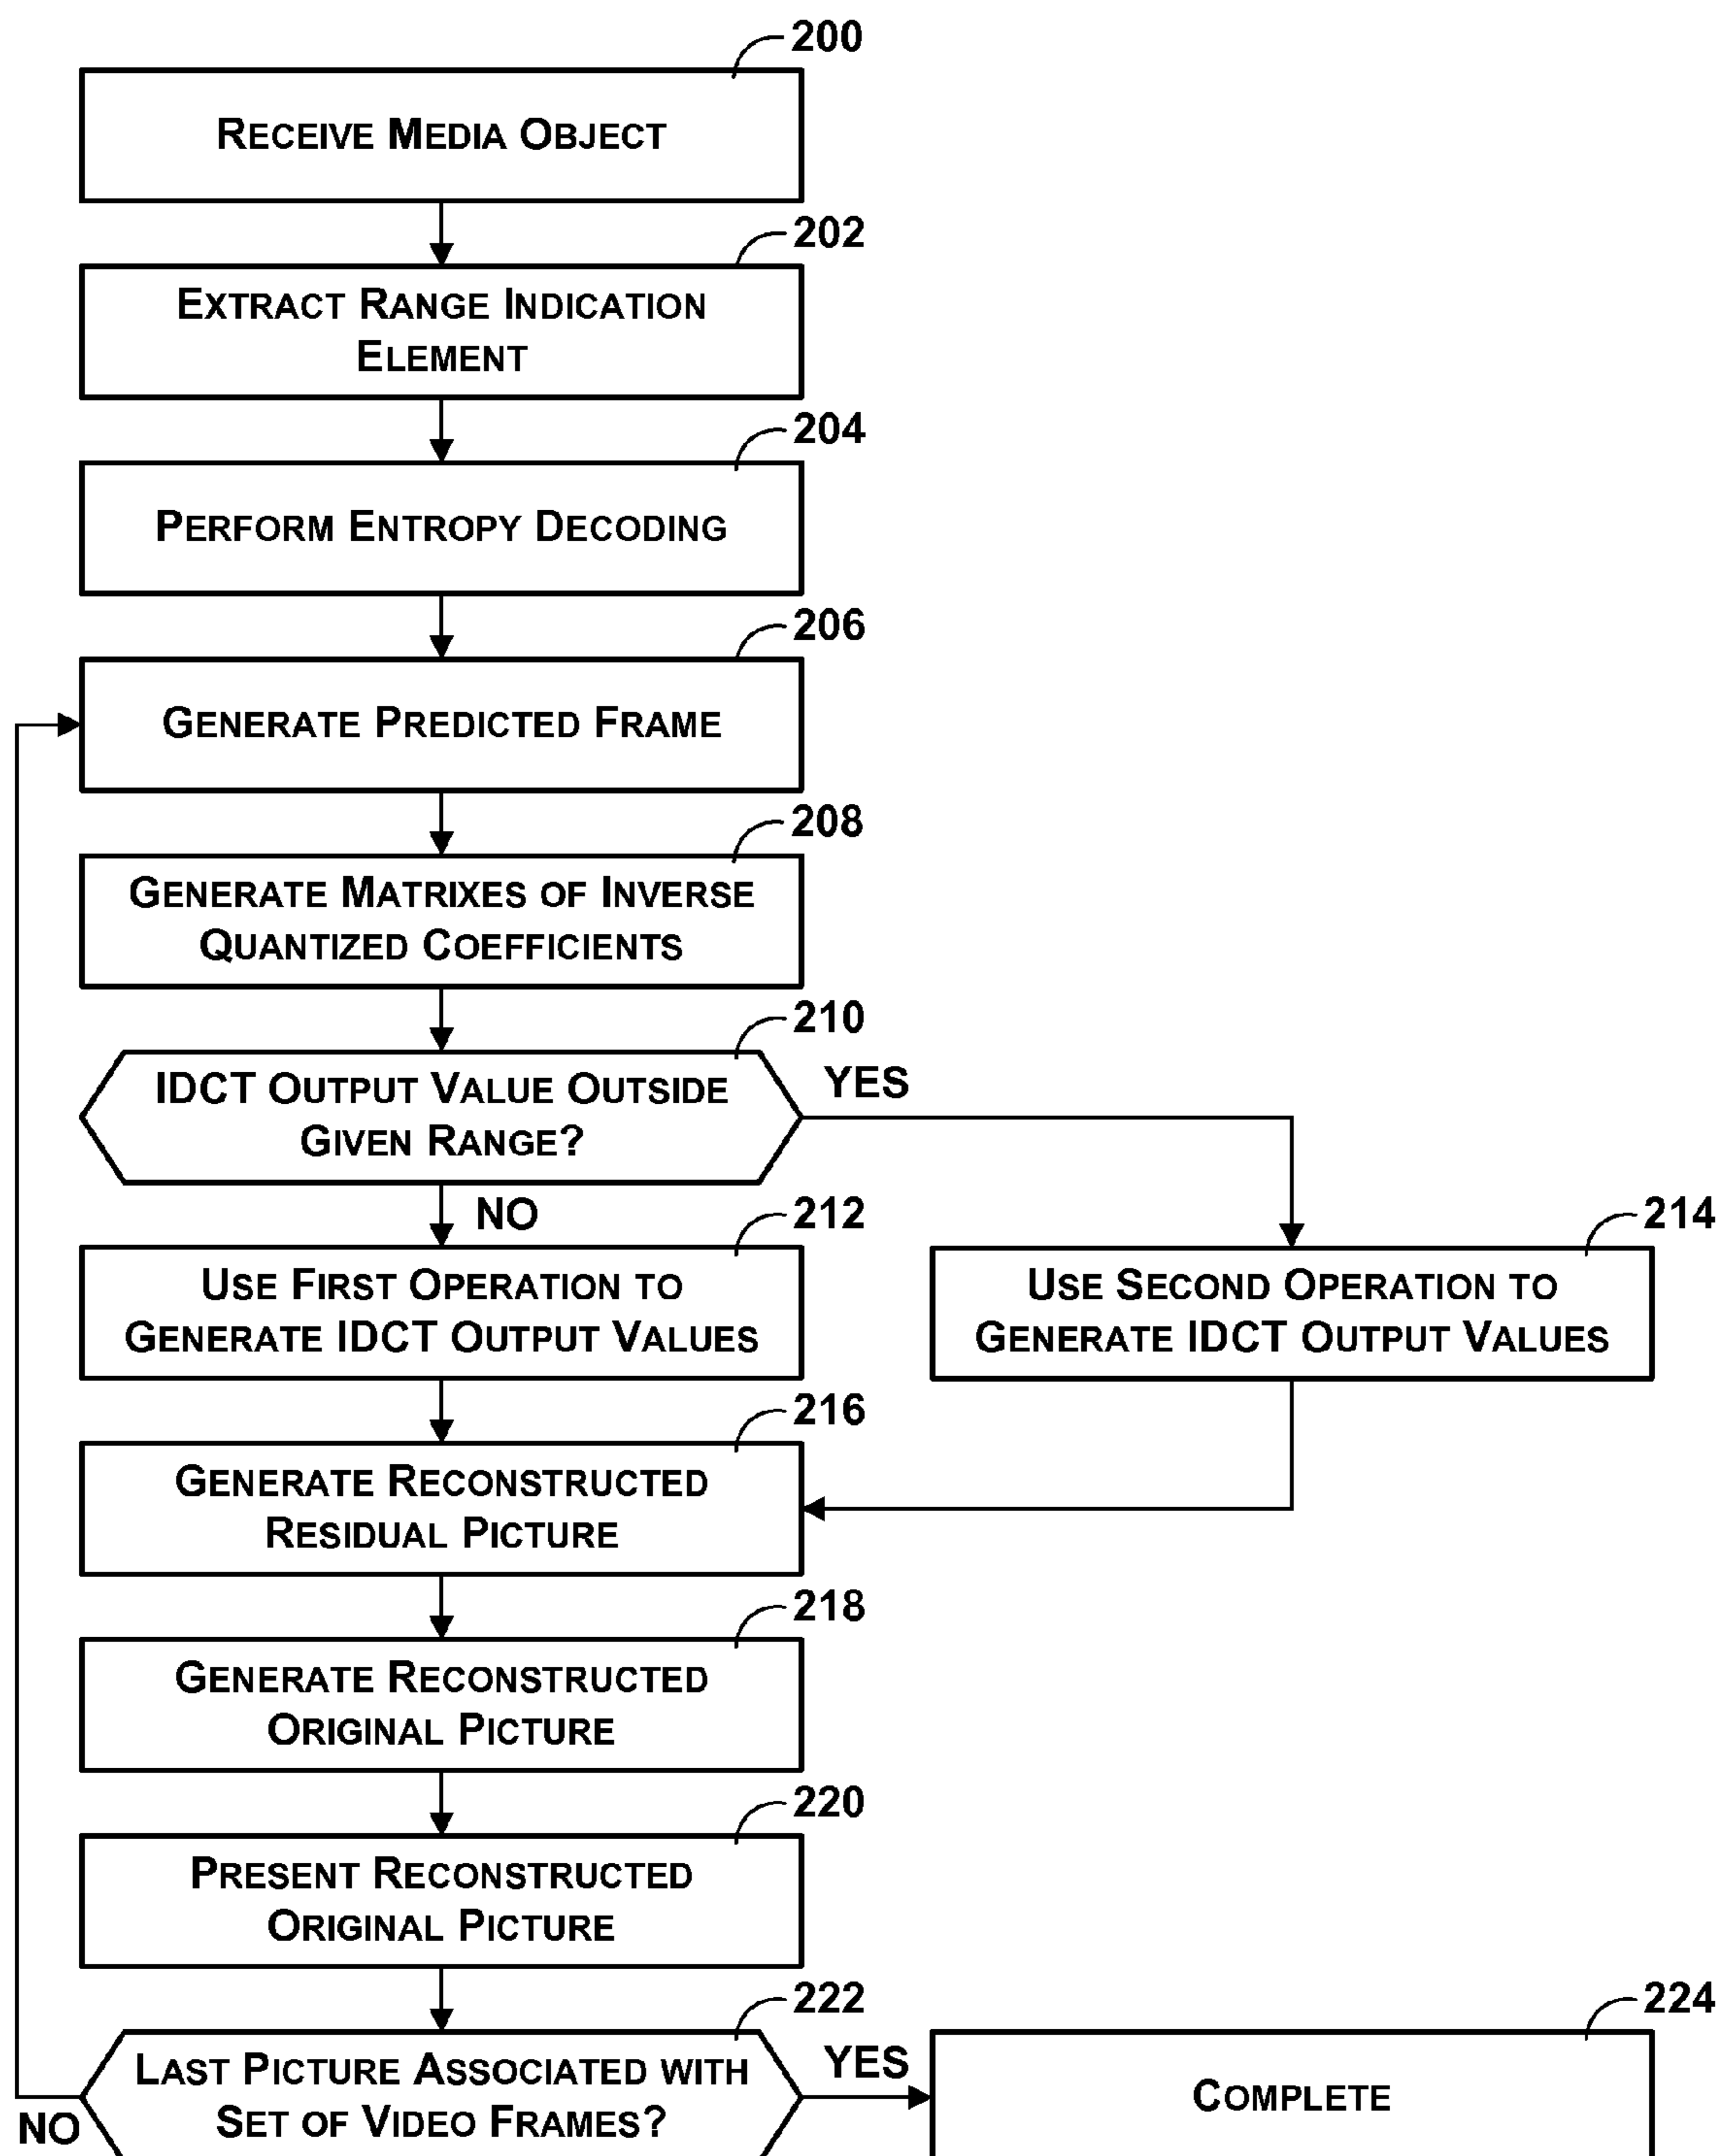 200
RECEIVE MEDIA OBJECT
202
EXTRACT RANGE INDICATION
ELEMENT
204
PERFORM ENTROPY DECODING
206
GENERATE PREDICTED FRAME
208
GENERATE MATRIXES OF INVERSE
QUANTIZED COEFFICIENTS
210
IDCT OUTPUT VALUE OUTSIDE
GIVEN RANGE?
YES
NO
212
USE FIRST OPERATION TO
GENERATE IDCT OUTPUT VALUES
214
USE SECOND OPERATION TO
GENERATE IDCT OUTPUT VALUES
216
GENERATE RECONSTRUCTED
RESIDUAL PICTURE
218
GENERATE RECONSTRUCTED
ORIGINAL PICTURE
220
PRESENT RECONSTRUCTED
ORIGINAL PICTURE
222
LAST PICTURE ASSOCIATED WITH
SET OF VIDEO FRAMES?
YES
NO
224
COMPLETE